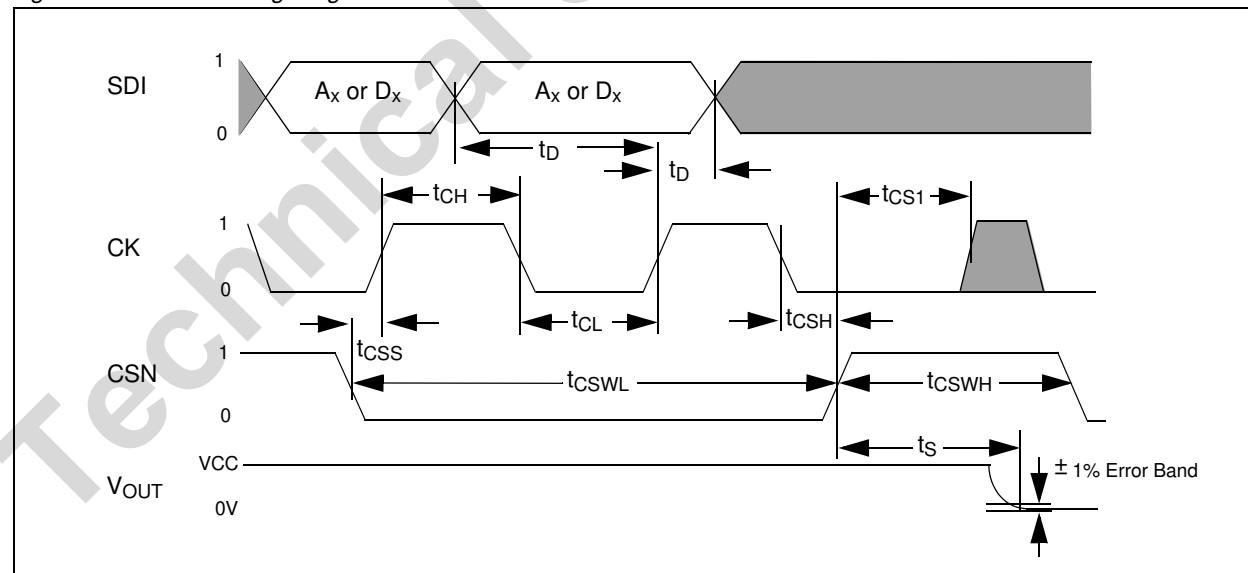 SDI
1
0
Ax or Dx
Ax or Dx
tD
tD
tCH
tCS1
CK
1
0
tCL
tCSH
tCSS
CSN
1
0
tCSWL
tCSWH
tS
VOUT
VCC
0V
± 1% Error Band
Technical